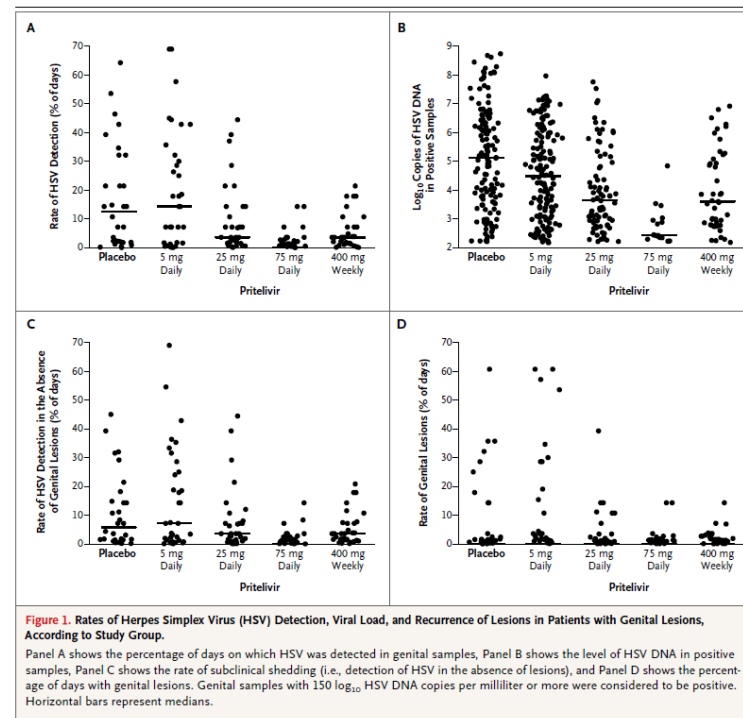 A
Rate of HSV Detection (% of days)
70
60
50
40
30
20
10
0
Placebo
5 mg Daily
25 mg Daily
75 mg Daily
400 mg Weekly
Pritelivir
B
Log10 Copies of HSV DNA
in Positive Samples
9
8
7
6
5
4
3
2
Placebo
5 mg Daily
25 mg Daily
75 mg Daily
400 mg Weekly
Pritelivir
C
Rate of HSV Detection in the Absence
of Genital Lesions (% of days)
70
60
50
40
30
20
10
0
Placebo
5 mg Daily
25 mg Daily
75 mg Daily
400 mg Weekly
Pritelivir
D
Rate of Genital Lesions (% of days)
70
60
50
40
30
20
10
0
Placebo
5 mg Daily
25 mg Daily
75 mg Daily
400 mg Weekly
Pritelivir
Figure 1. Rates of Herpes Simplex Virus (HSV) Detection, Viral Load, and Recurrence of Lesions in Patients with Genital Lesions,
According to Study Group.
Panel A shows the percentage of days on which HSV was detected in genital samples, Panel B shows the level of HSV DNA in positive
samples, Panel C shows the rate of subclinical shedding (i.e., detection of HSV in the absence of lesions), and Panel D shows the percent-
age of days with genital lesions. Genital samples with 150 log10 HSV DNA copies per milliliter or more were considered to be positive.
Horizontal bars represent medians.